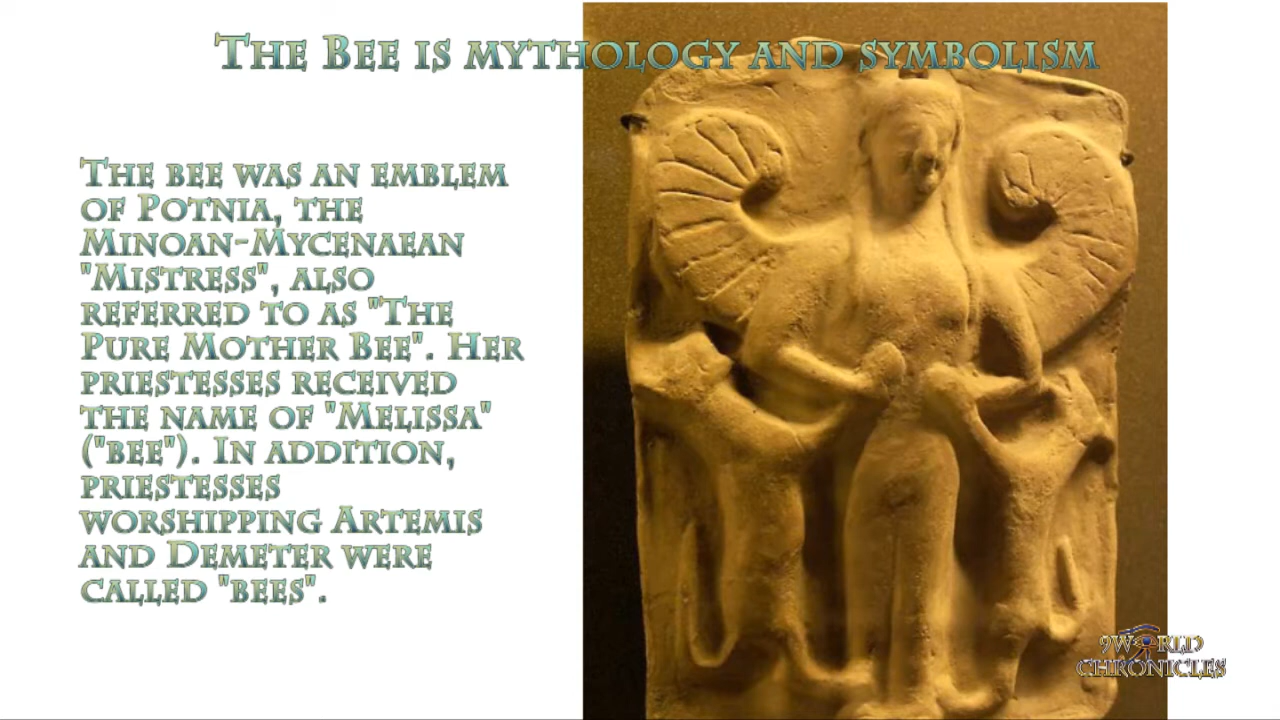 The Bee is mythology and symbolism
The bee was an emblem
of Potnia, the
Minoan-Mycenaean
"Mistress", also
referred to as "The
Pure Mother Bee". Her
priestesses received
the name of "Melissa"
("bee"). In addition,
priestesses
worshipping Artemis
and Demeter were
called "bees".
9World
Chronicles